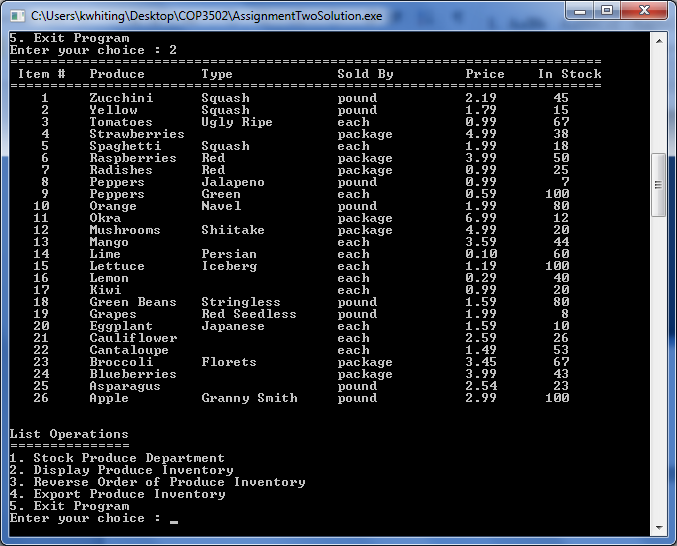 C:\Users\kwhiting\Desktop\COP3502\AssignmentTwoSolution.exe
5. Exit Program
Enter your choice : 2
==========================================================================
Item #   Produce       Type             Sold By         Price    In Stock
==========================================================================
1     Zucchini      Squash           pound           2.19       45
2     Yellow        Squash           pound           1.79       15
3     Tomatoes      Ugly Ripe        each            0.99       67
4     Strawberries                   package         4.99       38
5     Spaghetti     Squash           each            1.99       18
6     Raspberries   Red              package         3.99       50
7     Radishes      Red              package         0.99       25
8     Peppers       Jalapeno         pound           0.99        7
9     Peppers       Green            each            0.59      100
10     Orange        Navel            pound           1.99       80
11     Okra                           package         6.99       12
12     Mushrooms     Shiitake         package         4.99       20
13     Mango                          each            3.59       44
14     Lime          Persian          each            0.10       60
15     Lettuce       Iceberg          each            1.19      100
16     Lemon                          each            0.29       40
17     Kiwi                           each            0.99       20
18     Green Beans   Stringless       pound           1.59       80
19     Grapes        Red Seedless     pound           1.99        8
20     Eggplant      Japanese         each            1.59       10
21     Cauliflower                    each            2.59       26
22     Cantaloupe                     each            1.49       53
23     Broccoli      Florets          package         3.45       67
24     Blueberries                    package         3.99       43
25     Asparagus                      pound           2.54       23
26     Apple         Granny Smith     pound           2.99      100
List Operations
===============
1. Stock Produce Department
2. Display Produce Inventory
3. Reverse Order of Produce Inventory
4. Export Produce Inventory
5. Exit Program
Enter your choice : _